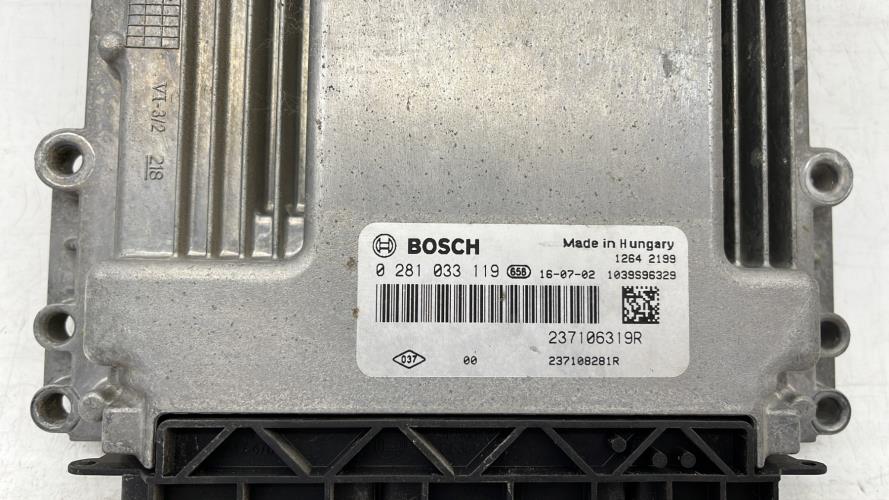 V1-3/2 218
BOSCH
Made in Hungary
1264 2199
0 281 033 119 658 16-07-02 1039S96329
237106319R
037 00 237108281R